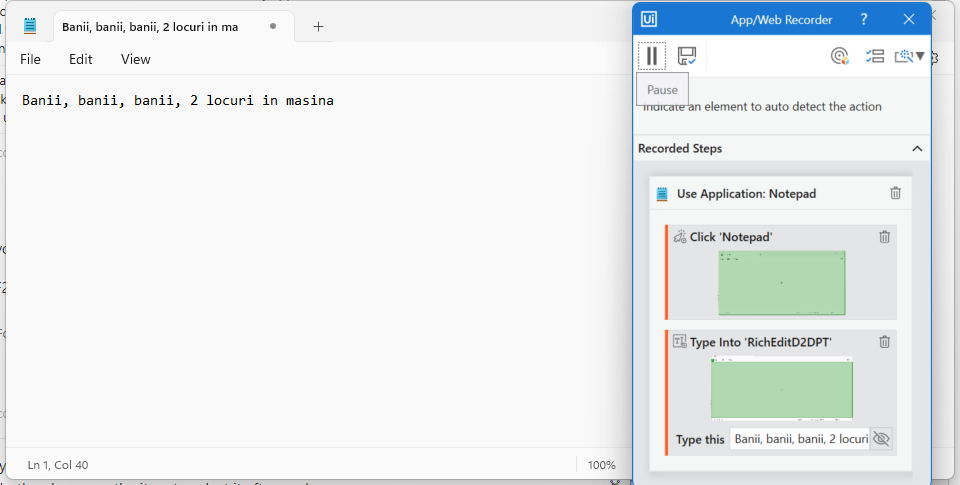 Banii, banii, banii, 2 locuri in ma
File Edit View
Banii, banii, banii, 2 locuri in masina
Ln 1, Col 40 100%
Ui App/Web Recorder ?
Pause
Indicate an element to auto detect the action
Recorded Steps
Use Application: Notepad
Click 'Notepad'
Type Into 'RichEditD2DPT'
Type this Banii, banii, banii, 2 locuri